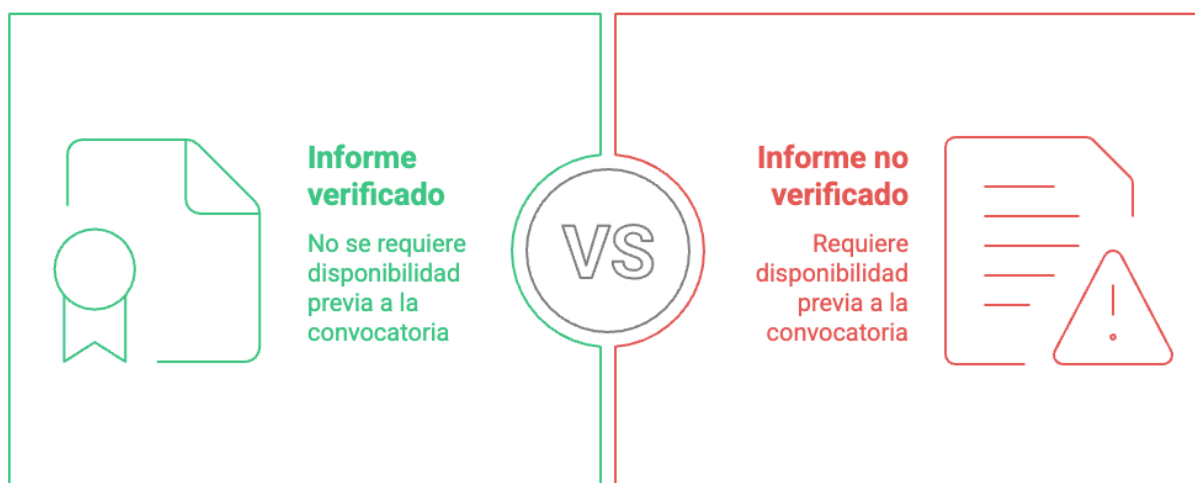 Informe
verificado
No se requiere
disponibilidad
previa a la
convocatoria
VS
Informe no
verificado
Requiere
disponibilidad
previa a la
convocatoria